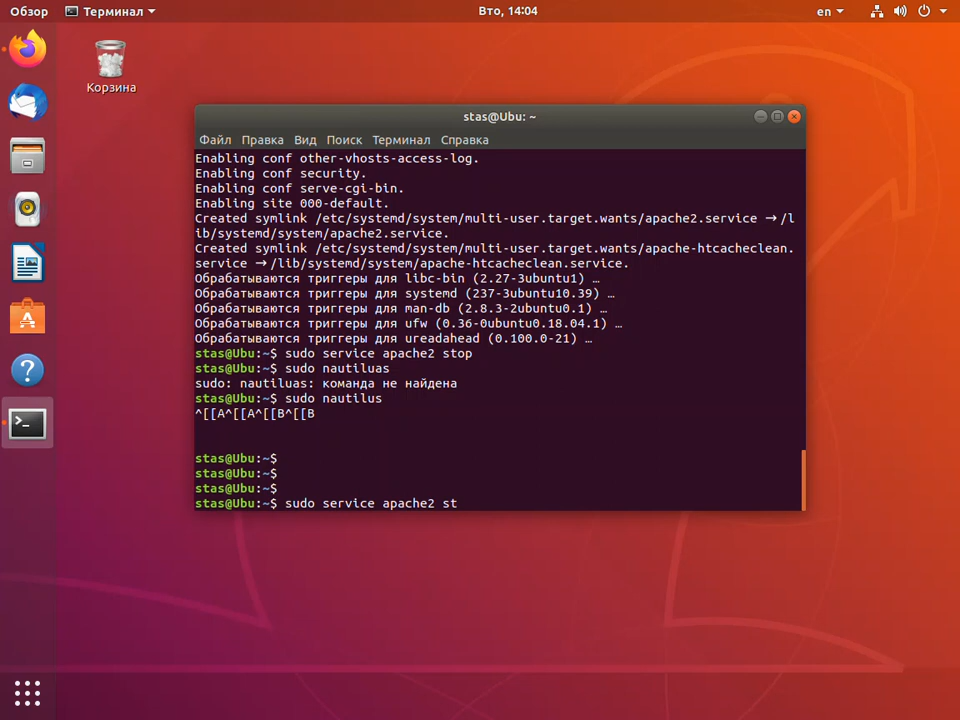 Обзор
Терминал
Вто, 14:04
en
Корзина
stas@Ubu: ~
Файл Правка Вид Поиск Терминал Справка
Enabling conf other-vhosts-access-log.
Enabling conf security.
Enabling conf serve-cgi-bin.
Enabling site 000-default.
Created symlink /etc/systemd/system/multi-user.target.wants/apache2.service → /l
ib/systemd/system/apache2.service.
Created symlink /etc/systemd/system/multi-user.target.wants/apache-htcacheclean.
service → /lib/systemd/system/apache-htcacheclean.service.
Обрабатываются триггеры для libc-bin (2.27-3ubuntu1) …
Обрабатываются триггеры для systemd (237-3ubuntu10.39) …
Обрабатываются триггеры для man-db (2.8.3-2ubuntu0.1) …
Обрабатываются триггеры для ufw (0.36-0ubuntu0.18.04.1) …
Обрабатываются триггеры для ureadahead (0.100.0-21) …
stas@Ubu:~$ sudo service apache2 stop
stas@Ubu:~$ sudo nautiluas
sudo: nautiluas: команда не найдена
stas@Ubu:~$ sudo nautilus
^[[A^[[A^[[B^[[B
stas@Ubu:~$
stas@Ubu:~$
stas@Ubu:~$
stas@Ubu:~$ sudo service apache2 st